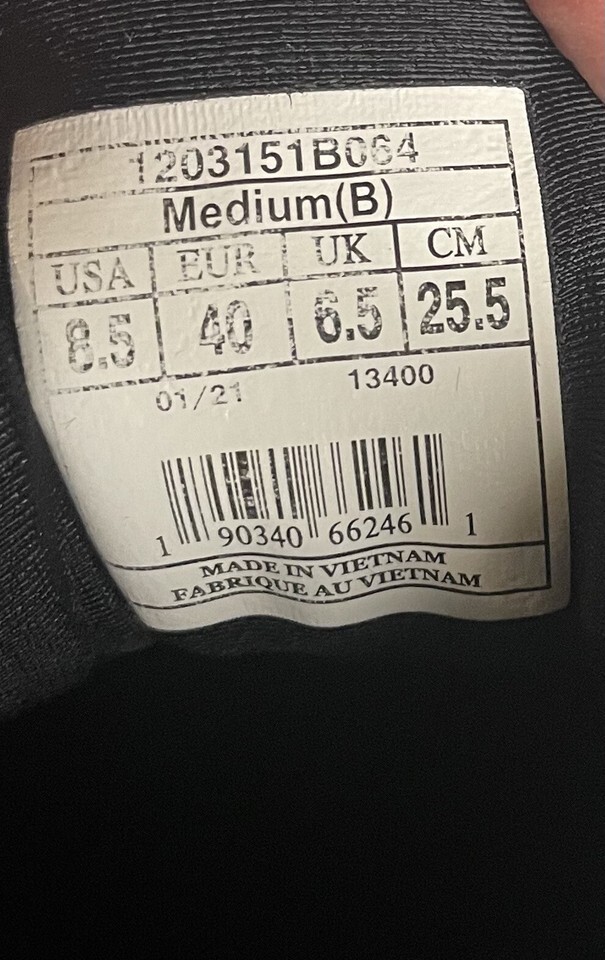 1203151B064
Medium(B)
USA EUR UK CM
8.5 40 6.5 25.5
01/21 13400
1 90340 66246 1
MADE IN VIETNAM
FABRIQUE AU VIETNAM